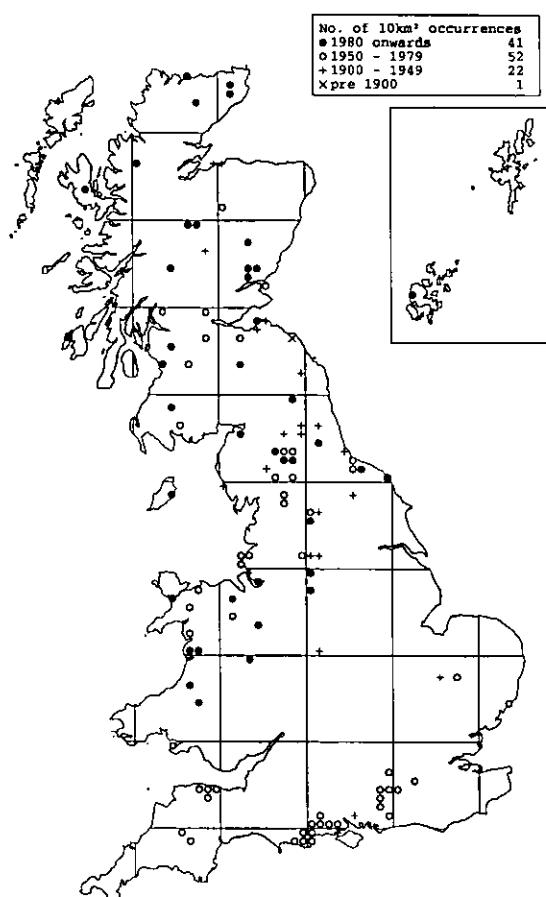 No. of 10km² occurrences
● 1980 onwards 41
○ 1950 - 1979 52
+ 1900 - 1949 22
× pre 1900 1